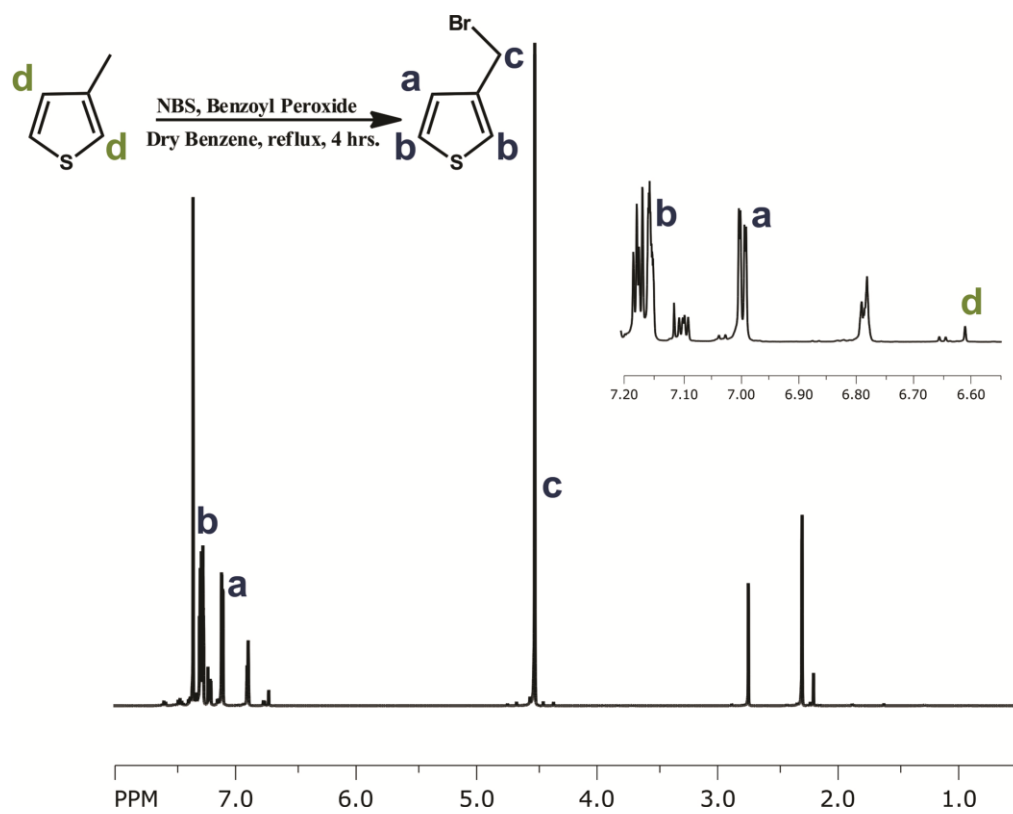 Br
c
a
d
NBS, Benzoyl Peroxide
Dry Benzene, reflux, 4 hrs.
d
S
b
b
S
b
a
d
7.20 7.10 7.00 6.90 6.80 6.70 6.60
c
b
a
PPM 7.0 6.0 5.0 4.0 3.0 2.0 1.0